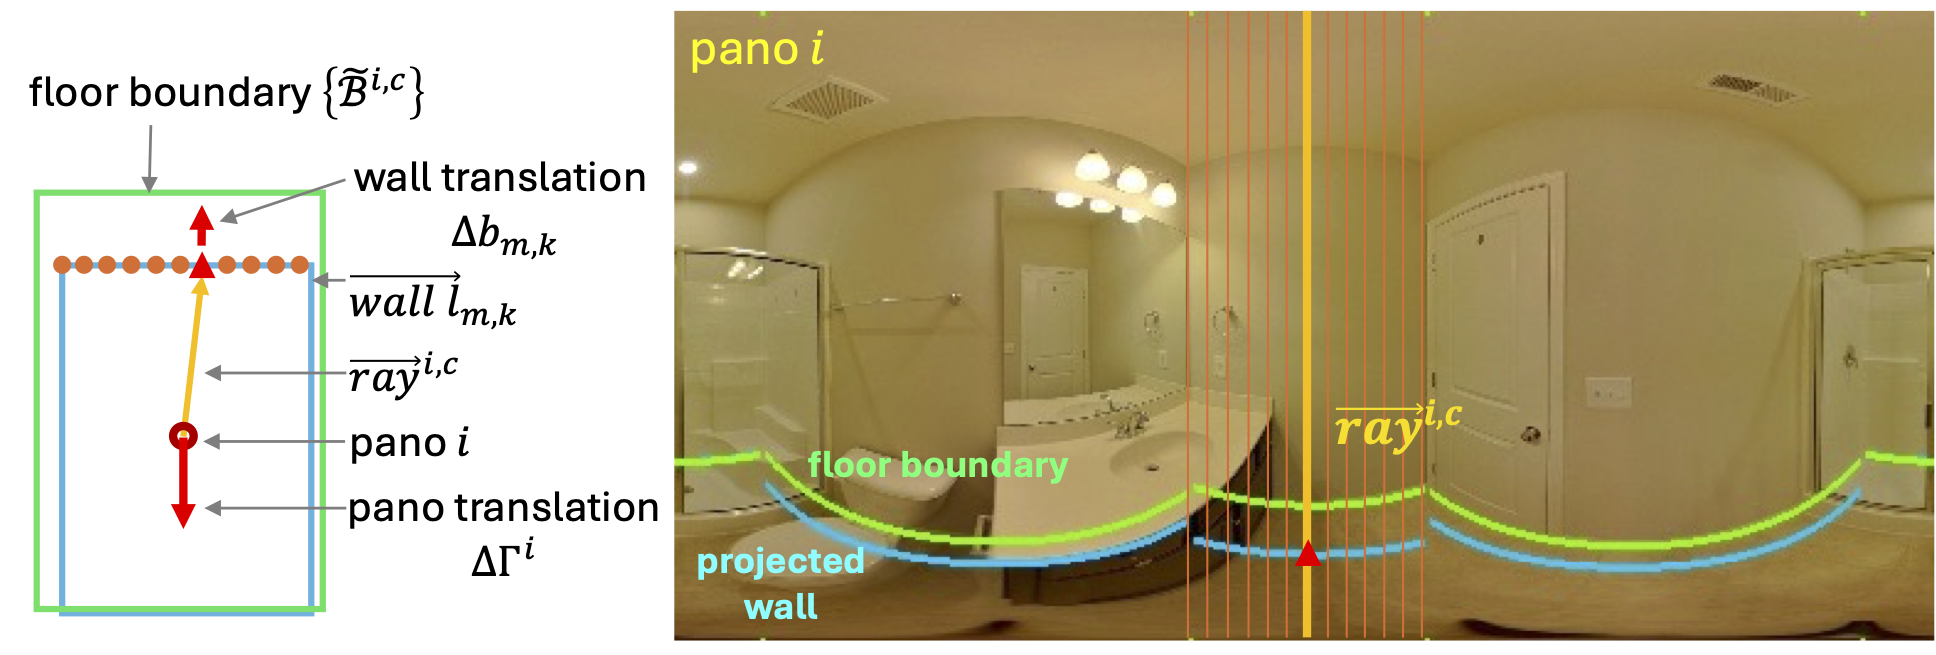 floor boundary {ℬ̃^{i,c}}
wall translation
Δb_{m,k}
wall l_{m,k}
ray^{i,c}
pano i
pano translation
ΔΓ^i
pano i
ray^{i,c}
floor boundary
projected
wall